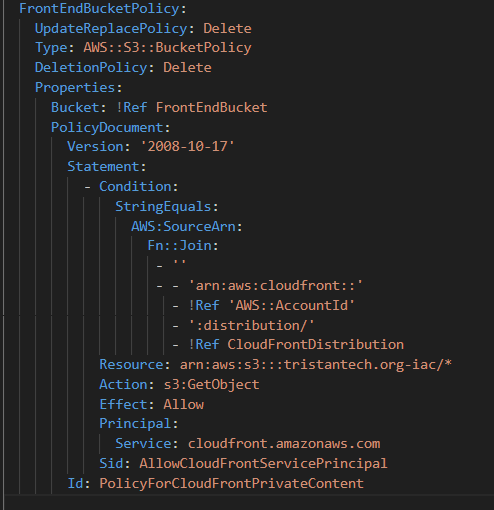 FrontEndBucketPolicy:
  UpdateReplacePolicy: Delete
  Type: AWS::S3::BucketPolicy
  DeletionPolicy: Delete
  Properties:
    Bucket: !Ref FrontEndBucket
    PolicyDocument:
      Version: '2008-10-17'
      Statement:
        - Condition:
            StringEquals:
              AWS:SourceArn:
                Fn::Join:
                 - ''
                 - - 'arn:aws:cloudfront::'
                   - !Ref 'AWS::AccountId'
                   - ':distribution/'
                   - !Ref CloudFrontDistribution
          Resource: arn:aws:s3:::tristantech.org-iac/*
          Action: s3:GetObject
          Effect: Allow
          Principal:
            Service: cloudfront.amazonaws.com
          Sid: AllowCloudFrontServicePrincipal
      Id: PolicyForCloudFrontPrivateContent